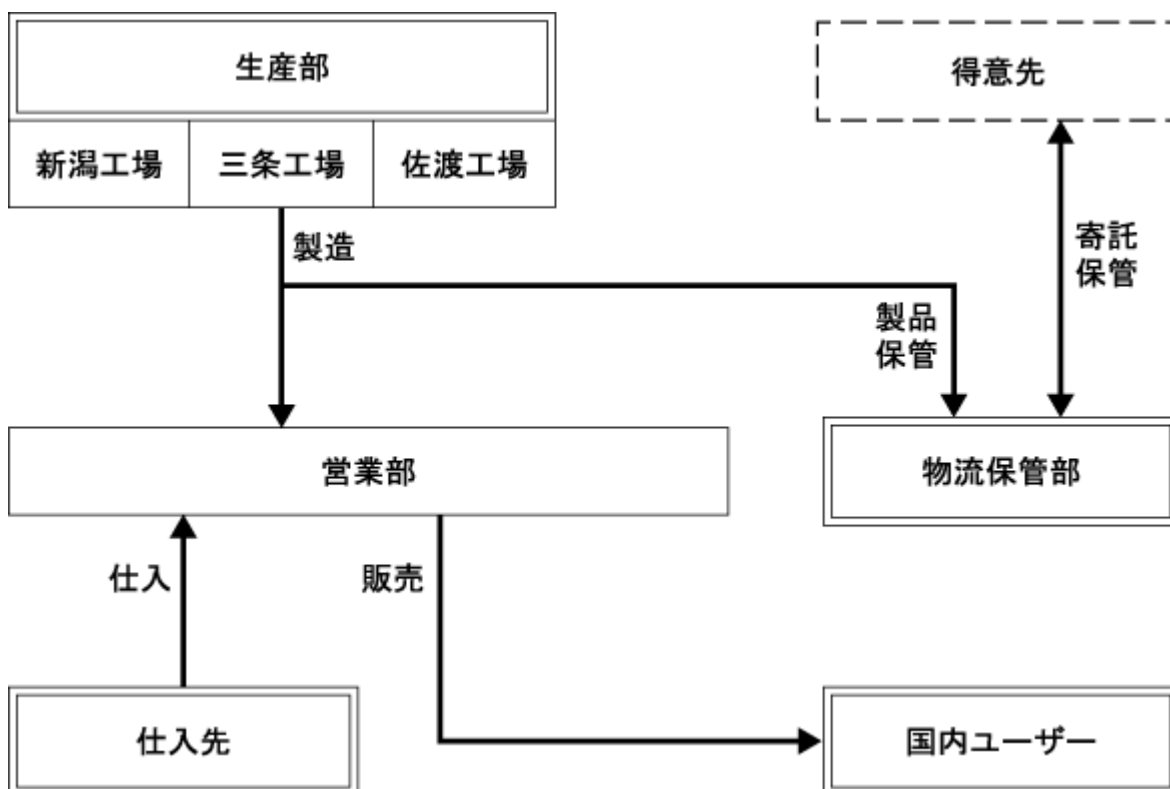 生産部
得意先
新潟工場
三条工場
佐渡工場
製造
寄託
保管
製品
保管
営業部
物流保管部
仕入
販売
仕入先
国内ユーザー